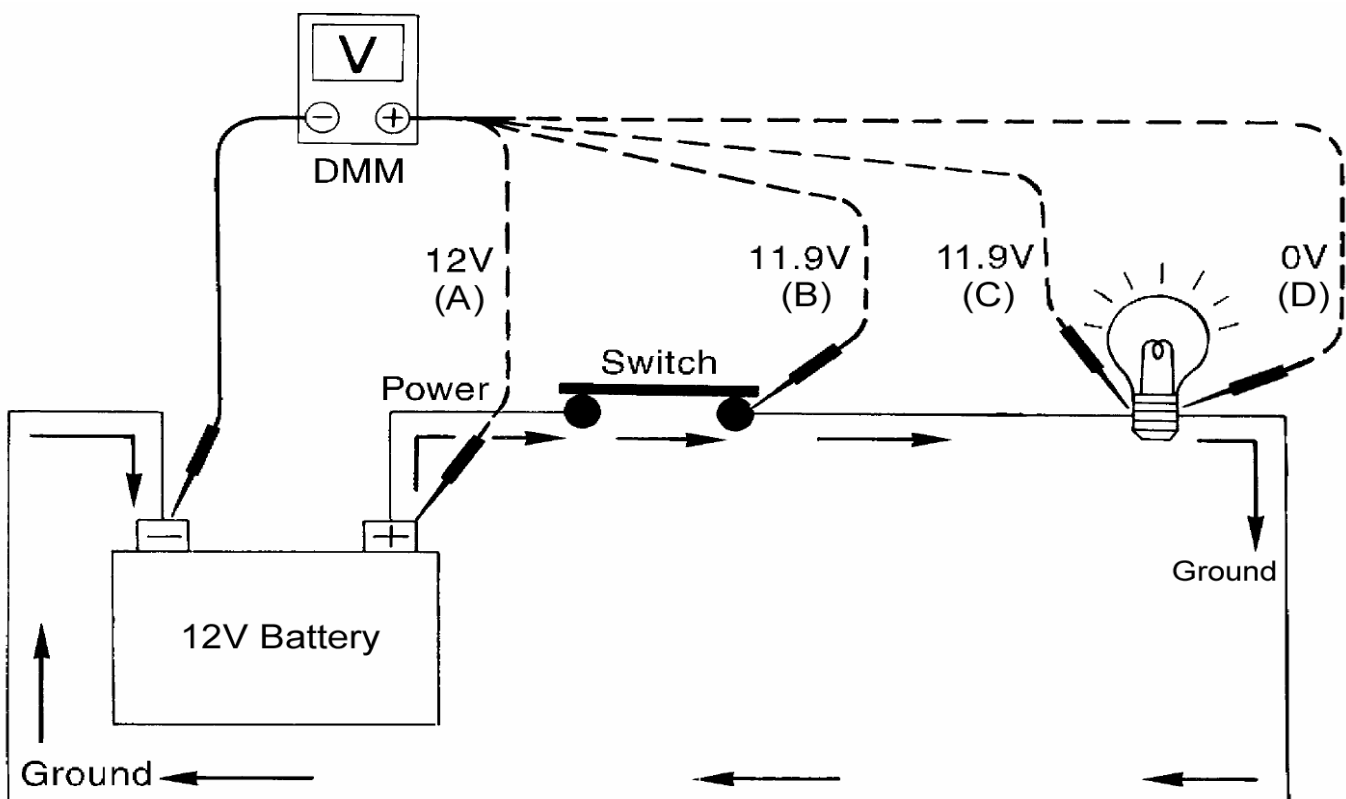 V
− +
DMM
12V
(A)
11.9V
(B)
11.9V
(C)
0V
(D)
Switch
Power
− +
12V Battery
Ground
Ground